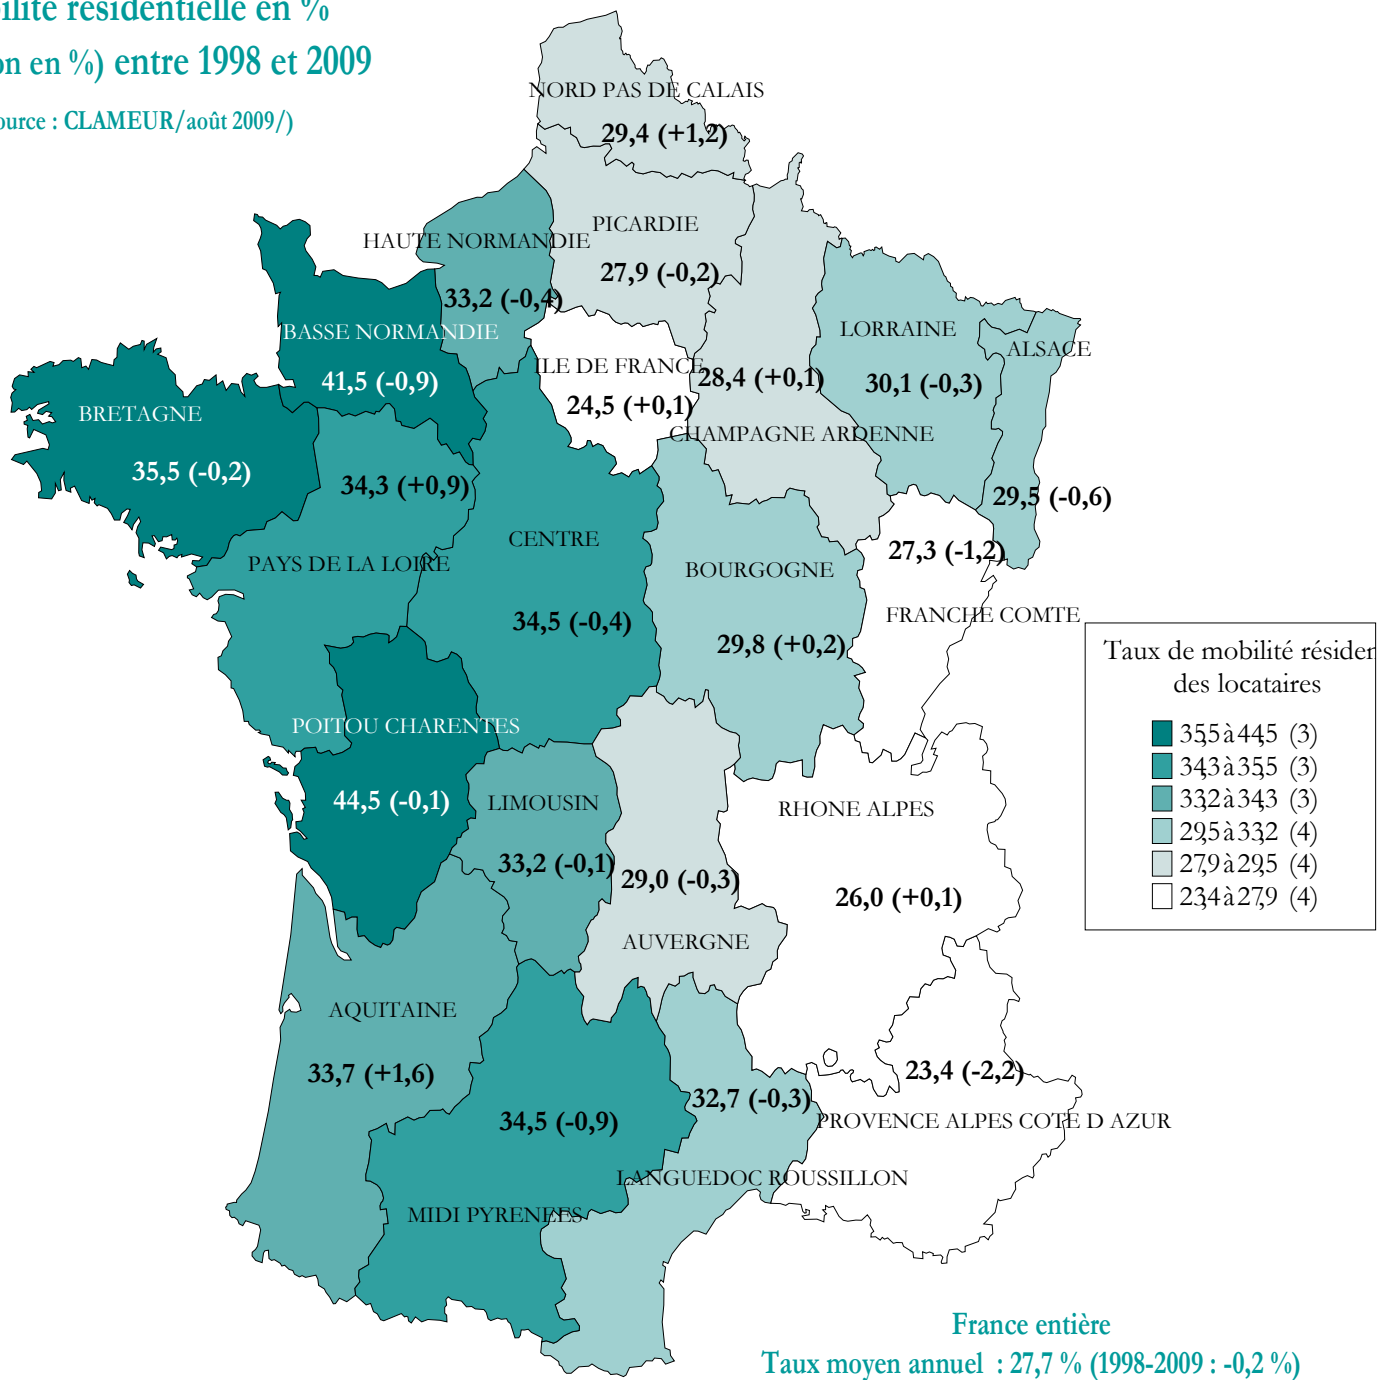 bilité résidentielle en %
on en %) entre 1998 et 2009
ource : CLAMEUR/août 2009/)
NORD PAS DE CALAIS
29,4 (+1,2)
PICARDIE
27,9 (-0,2)
HAUTE NORMANDIE
33,2 (-0,4)
BASSE NORMANDIE
41,5 (-0,9)
ILE DE FRANCE
24,5 (+0,1)
28,4 (+0,1)
CHAMPAGNE ARDENNE
LORRAINE
30,1 (-0,3)
ALSACE
29,5 (-0,6)
BRETAGNE
35,5 (-0,2)
34,3 (+0,9)
PAYS DE LA LOIRE
CENTRE
34,5 (-0,4)
BOURGOGNE
29,8 (+0,2)
27,3 (-1,2)
FRANCHE COMTE
POITOU CHARENTES
44,5 (-0,1)
LIMOUSIN
33,2 (-0,1)
29,0 (-0,3)
AUVERGNE
RHONE ALPES
26,0 (+0,1)
AQUITAINE
33,7 (+1,6)
34,5 (-0,9)
MIDI PYRENEES
32,7 (-0,3)
LANGUEDOC ROUSSILLON
23,4 (-2,2)
PROVENCE ALPES COTE D AZUR
Taux de mobilité résiden
des locataires
35,5 à 44,5 (3)
34,3 à 35,5 (3)
33,2 à 34,3 (3)
29,5 à 33,2 (4)
27,9 à 29,5 (4)
23,4 à 27,9 (4)
France entière
Taux moyen annuel : 27,7 % (1998-2009 : -0,2 %)